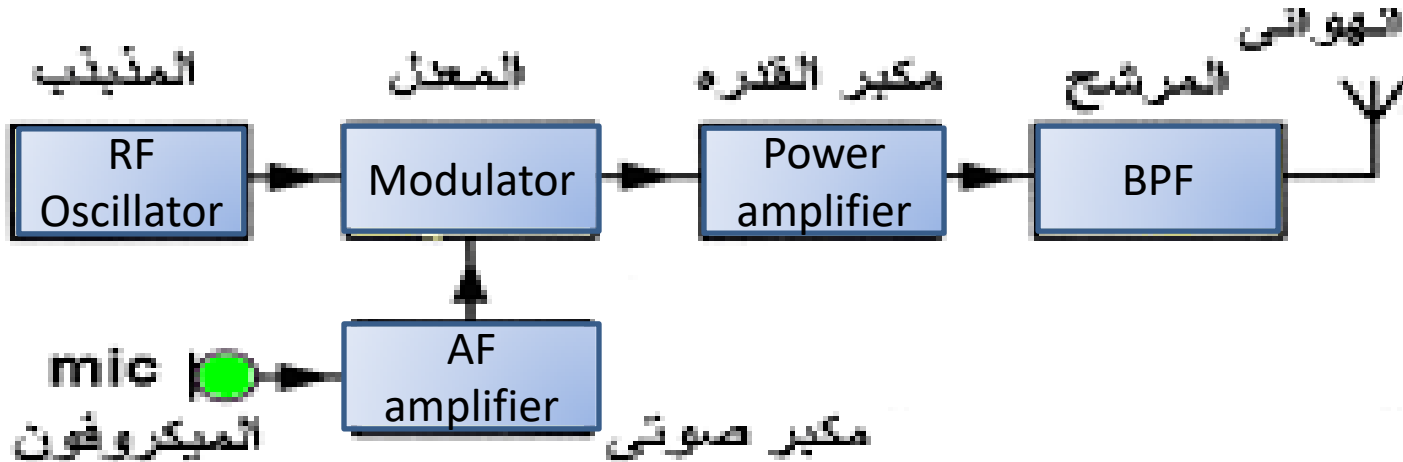 الهوائي
المذبذب
المعدل
مكبر القدره
المرشح
RF
Oscillator
Modulator
Power
amplifier
BPF
mic
AF
amplifier
الميكروفون
مكبر صوتي